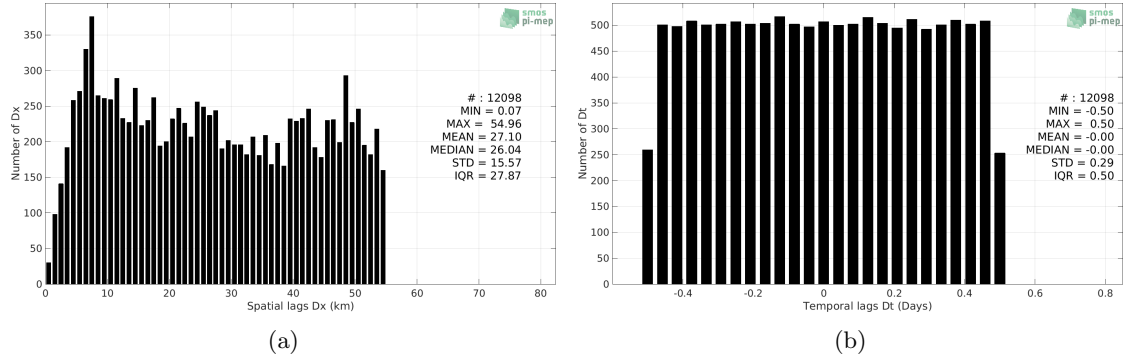 smos
pi-mep
350
300
250
200
150
100
50
0
Number of Dx
# : 12098
MIN = 0.07
MAX = 54.96
MEAN = 27.10
MEDIAN = 26.04
STD = 15.57
IQR = 27.87
0 10 20 30 40 50 60 70 80
Spatial lags Dx (km)
(a)
smos
pi-mep
500
450
400
350
300
250
200
150
100
50
0
Number of Dt
# : 12098
MIN = -0.50
MAX = 0.50
MEAN = -0.00
MEDIAN = -0.00
STD = 0.29
IQR = 0.50
-0.4 -0.2 0 0.2 0.4 0.6 0.8
Temporal lags Dt (Days)
(b)